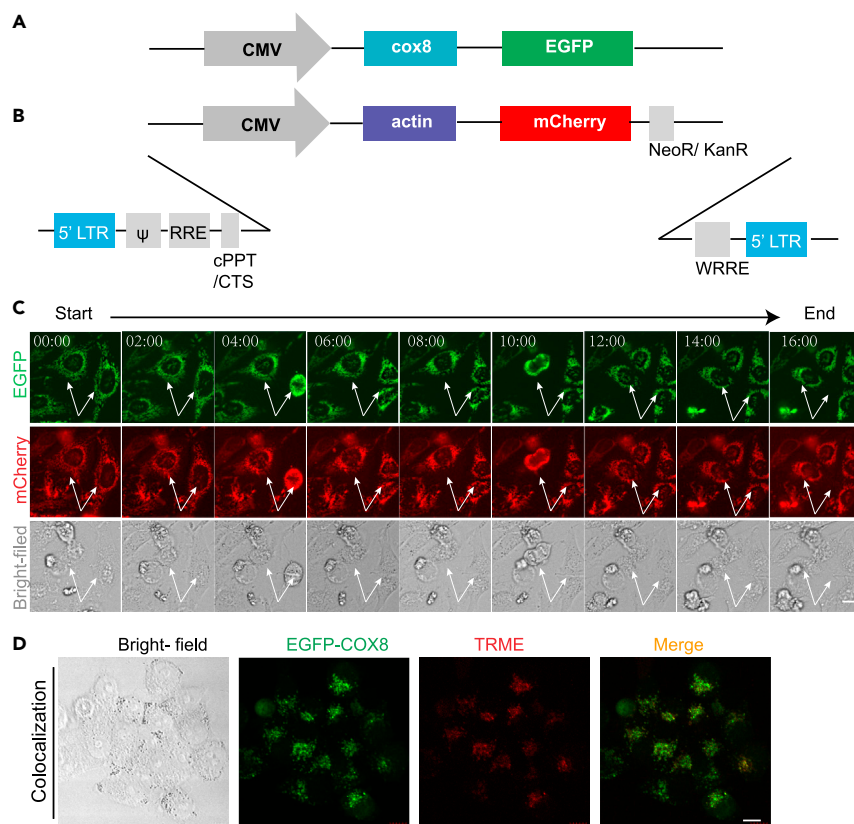 A
CMV
cox8
EGFP
B
CMV
actin
mCherry
NeoR/ KanR
5' LTR
ψ
RRE
cPPT
/CTS
WRRE
5' LTR
C
Start
End
EGFP
00:00
02:00
04:00
06:00
08:00
10:00
12:00
14:00
16:00
mCherry
Bright-filed
D
Bright- field
EGFP-COX8
TRME
Merge
Colocalization